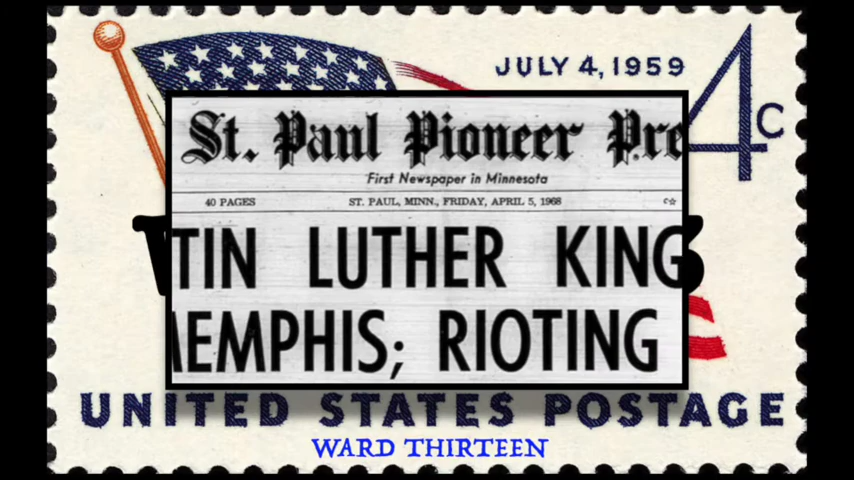 JULY 4, 1959
4c
St. Paul Pioneer Pre
First Newspaper in Minnesota
40 PAGES ST. PAUL, MINN., FRIDAY, APRIL 5, 1968
TIN LUTHER KING
MEMPHIS; RIOTING
UNITED STATES POSTAGE
WARD THIRTEEN